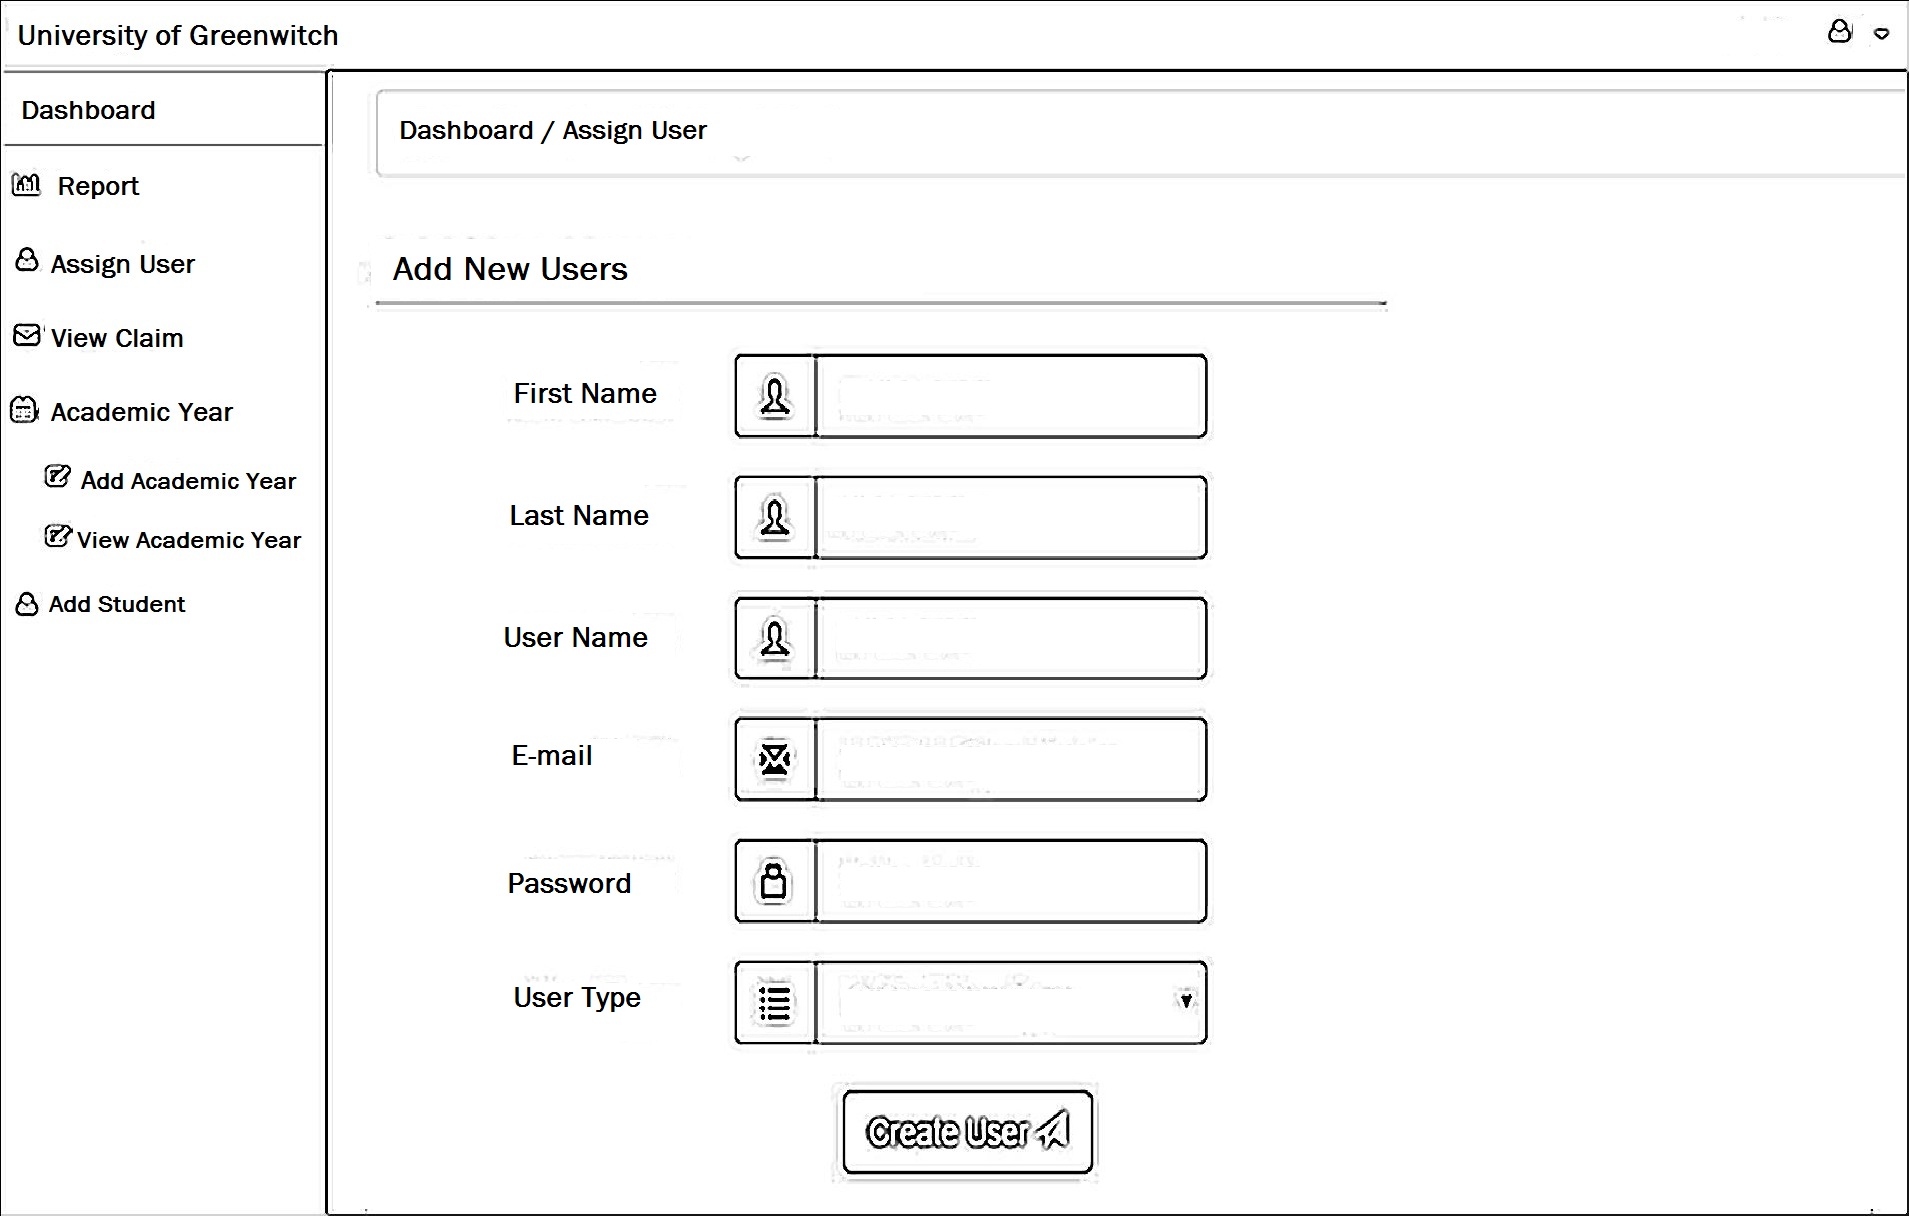 University of Greenwitch
Dashboard
Report
Assign User
View Claim
Academic Year
Add Academic Year
View Academic Year
Add Student
Dashboard / Assign User
Add New Users
First Name
Last Name
User Name
E-mail
Password
User Type
Create User